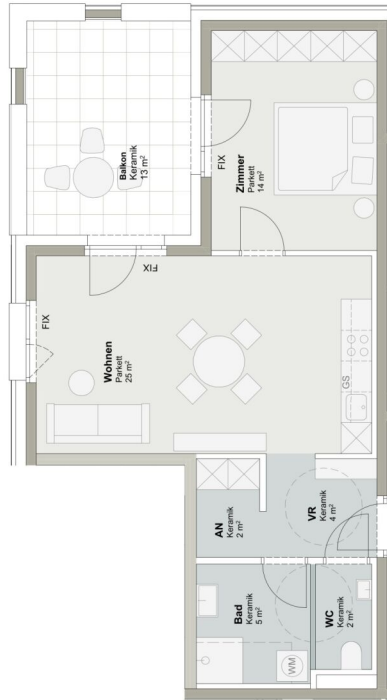 Balkon
Keramik
13 m²
FIX
Zimmer
Parkett
14 m²
FIX
FIX
Wohnen
Parkett
25 m²
GS
AN
Keramik
2 m²
VR
Keramik
4 m²
Bad
Keramik
5 m²
WC
Keramik
2 m²
WM